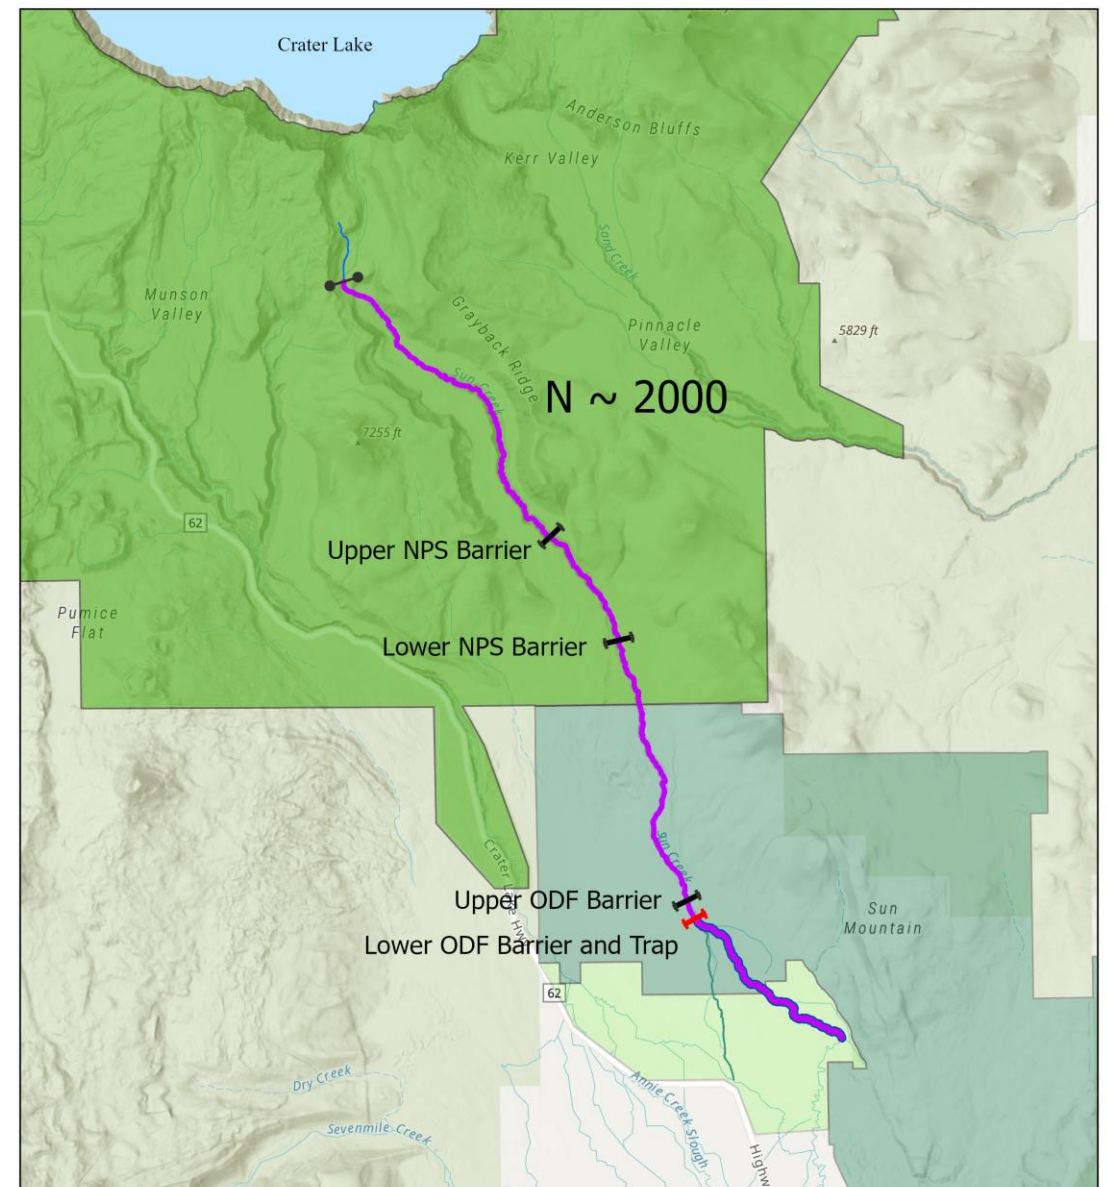 Crater Lake
Anderson Bluffs
Kerr Valley
Sand Creek
Munson
Valley
Grayback Ridge
Pinnacle
Valley
5829 ft
Sun Creek
N ~ 2000
7255 ft
62
Upper NPS Barrier
Pumice
Flat
Lower NPS Barrier
Sun Creek
Crater Lake Hwy
Upper ODF Barrier
Sun
Mountain
Lower ODF Barrier and Trap
62
Dry Creek
Annie Creek Slough
Sevenmile Creek
Highw